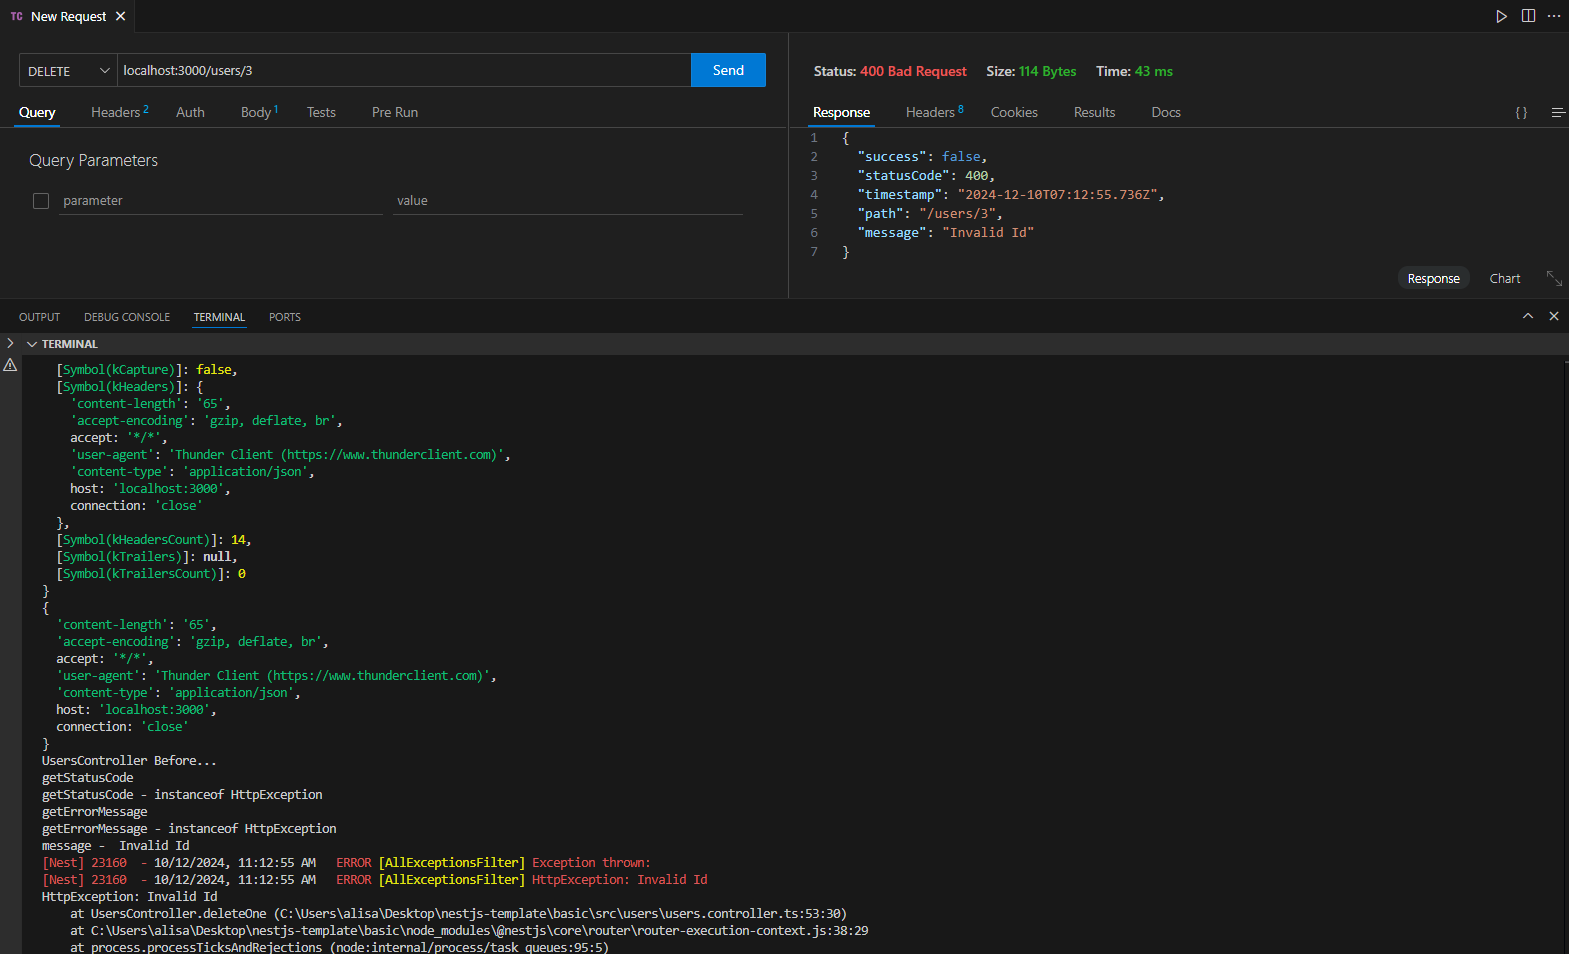 TC New Request
DELETE localhost:3000/users/3 Send
Query Headers 2 Auth Body 1 Tests Pre Run
Query Parameters
parameter value
Status: 400 Bad Request Size: 114 Bytes Time: 43 ms
Response Headers 8 Cookies Results Docs { }
1 {
2 "success": false,
3 "statusCode": 400,
4 "timestamp": "2024-12-10T07:12:55.736Z",
5 "path": "/users/3",
6 "message": "Invalid Id"
7 }
Response Chart
OUTPUT DEBUG CONSOLE TERMINAL PORTS
TERMINAL
[Symbol(kCapture)]: false,
[Symbol(kHeaders)]: {
'content-length': '65',
'accept-encoding': 'gzip, deflate, br',
accept: '*/*',
'user-agent': 'Thunder Client (https://www.thunderclient.com)',
'content-type': 'application/json',
host: 'localhost:3000',
connection: 'close'
},
[Symbol(kHeadersCount)]: 14,
[Symbol(kTrailers)]: null,
[Symbol(kTrailersCount)]: 0
}
{
'content-length': '65',
'accept-encoding': 'gzip, deflate, br',
accept: '*/*',
'user-agent': 'Thunder Client (https://www.thunderclient.com)',
'content-type': 'application/json',
host: 'localhost:3000',
connection: 'close'
}
UsersController Before...
getStatusCode
getStatusCode - instanceof HttpException
getErrorMessage
getErrorMessage - instanceof HttpException
message -  Invalid Id
[Nest] 23160  - 10/12/2024, 11:12:55 AM   ERROR [AllExceptionsFilter] Exception thrown:
[Nest] 23160  - 10/12/2024, 11:12:55 AM   ERROR [AllExceptionsFilter] HttpException: Invalid Id
HttpException: Invalid Id
at UsersController.deleteOne (C:\Users\alisa\Desktop\nestjs-template\basic\src\users\users.controller.ts:53:30)
at C:\Users\alisa\Desktop\nestjs-template\basic\node_modules\@nestjs\core\router\router-execution-context.js:38:29
at process.processTicksAndRejections (node:internal/process/task_queues:95:5)